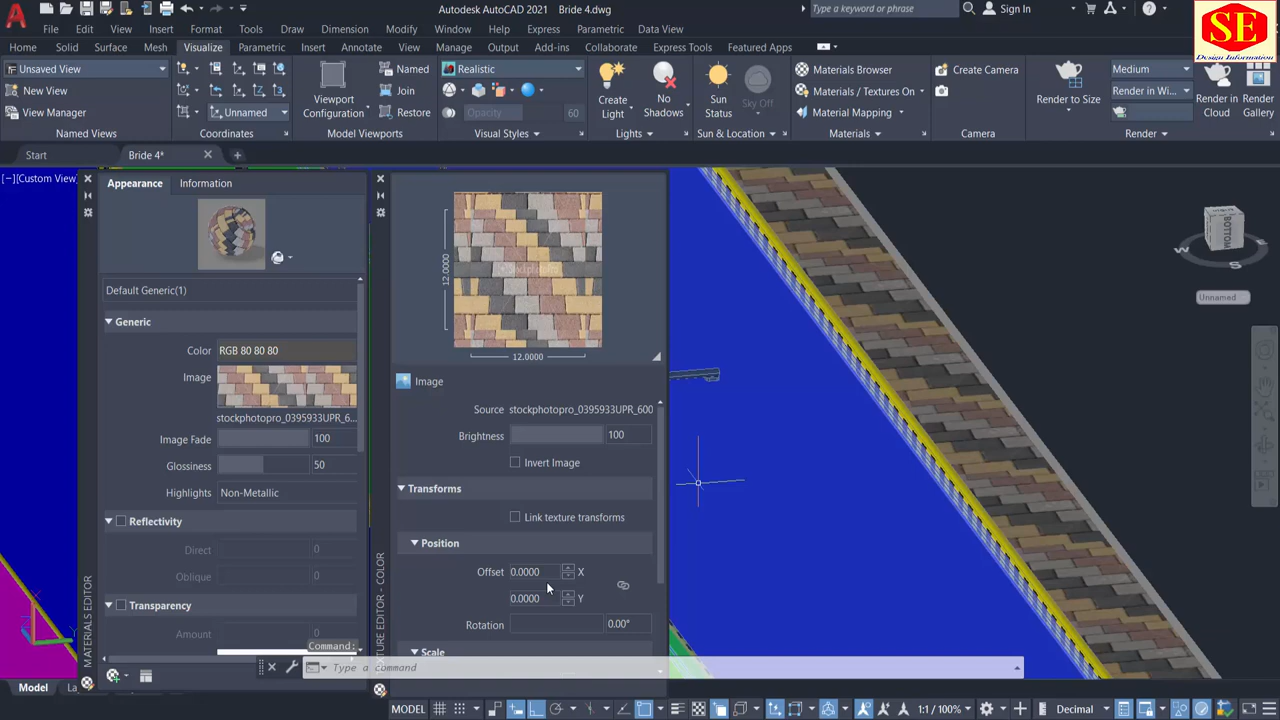 Autodesk AutoCAD 2021 Bride 4.dwg
Type a keyword or phrase
Sign In
SE
Design Information
File Edit View Insert Format Tools Draw Dimension Modify Window Help Express Parametric Data View
Home Solid Surface Mesh Visualize Parametric Insert Annotate View Manage Output Add-ins Collaborate Express Tools Featured Apps
Unsaved View
New View
View Manager
Named Views
Unnamed
Coordinates
Viewport
Configuration
Named
Join
Restore
Model Viewports
Realistic
Opacity 60
Visual Styles
Create
Light
No
Shadows
Lights
Sun
Status
Sky Off
Sun & Location
Materials Browser
Materials / Textures On
Material Mapping
Materials
Create Camera
Camera
Render to Size
Medium
Render in Wi...
Render in
Cloud
Render
Gallery
Render
Start Bride 4*
[−][Custom View]
Appearance Information
Default Generic(1)
Generic
Color RGB 80 80 80
Image
stockphotopro_0395933UPR_6...
Image Fade 100
Glossiness 50
Highlights Non-Metallic
Reflectivity
Direct 0
Oblique 0
Transparency
Amount 0
MATERIALS EDITOR
12.0000
12.0000
Image
Source stockphotopro_0395933UPR_600
Brightness 100
Invert Image
Transforms
Link texture transforms
Position
Offset 0.0000 X
0.0000 Y
Rotation 0.00°
Scale
TEXTURE EDITOR - COLOR
BOTTOM
W
S
Unnamed
Command:
Type a command
Model La
MODEL 1:1 / 100% Decimal